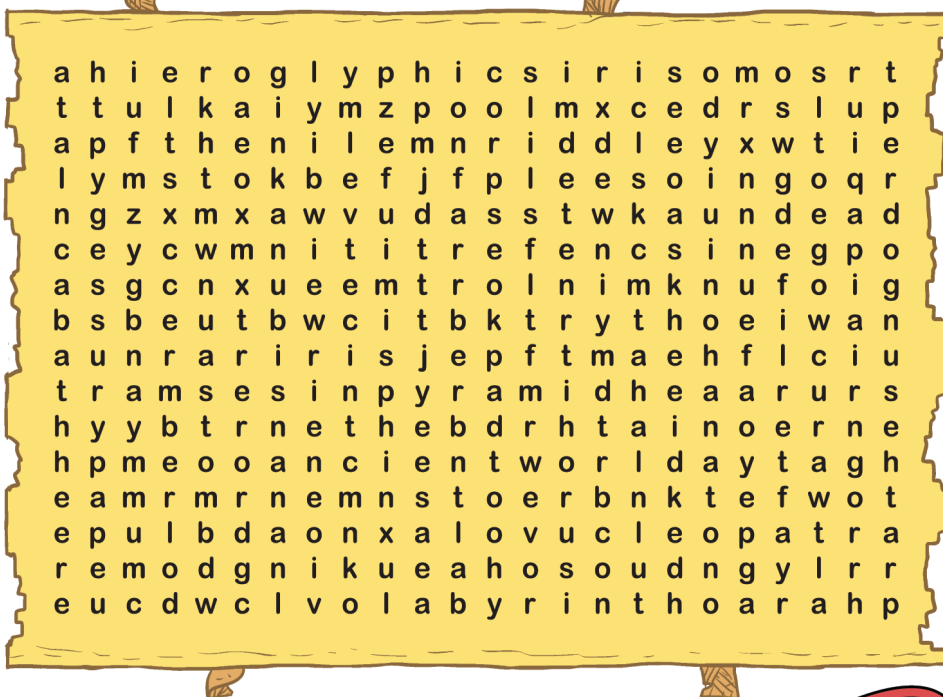 a h i e r o g l y p h i c s i r i s o m o s r t
t t u l k a i y m z p o o l m x c e d r s l u p
a p f t h e n i l e m n r i d d l e y x w t i e
l y m s t o k b e f j f p l e e s o i n g o q r
n g z x m x a w v u d a s s t w k a u n d e a d
c e y c w m n i t i t r e f e n c s i n e g p o
a s g c n x u e e m t r o l n i m k n u f o i g
b s b e u t b w c i t b k t r y t h o e i w a n
a u n r a r i r i s j e p f t m a e h f l c i u
t r a m s e s i n p y r a m i d h e a a r u r s
h y y b t r n e t h e b d r h t a i n o e r n e
h p m e o o a n c i e n t w o r l d a y t a g h
e a m r m r n e m n s t o e r b n k t e f w o t
e p u l b d a o n x a l o v u c l e o p a t r a
r e m o d g n i k u e a h o s o u d n g y l r r
e u c d w c l v o l a b y r i n t h o a r a h p